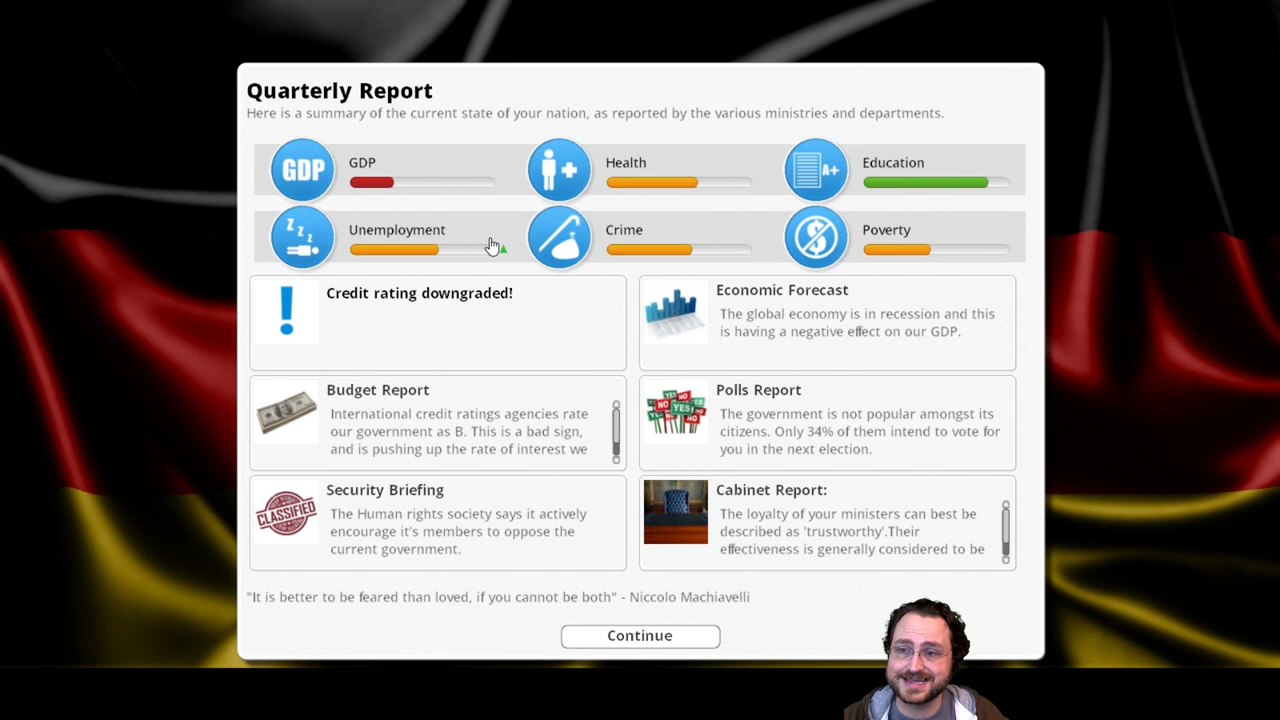 Quarterly Report
Here is a summary of the current state of your nation, as reported by the various ministries and departments.
GDP
GDP
Health
A+
Education
Z Z Z
Unemployment
Crime
$
Poverty
Credit rating downgraded!
Economic Forecast
The global economy is in recession and this
is having a negative effect on our GDP.
Budget Report
International credit ratings agencies rate
our government as B. This is a bad sign,
and is pushing up the rate of interest we
Polls Report
NO YES NO
The government is not popular amongst its
citizens. Only 34% of them intend to vote for
you in the next election.
Security Briefing
CLASSIFIED
The Human rights society says it actively
encourage it's members to oppose the
current government.
Cabinet Report:
The loyalty of your ministers can best be
described as 'trustworthy'.Their
effectiveness is generally considered to be
"It is better to be feared than loved, if you cannot be both" - Niccolo Machiavelli
Continue